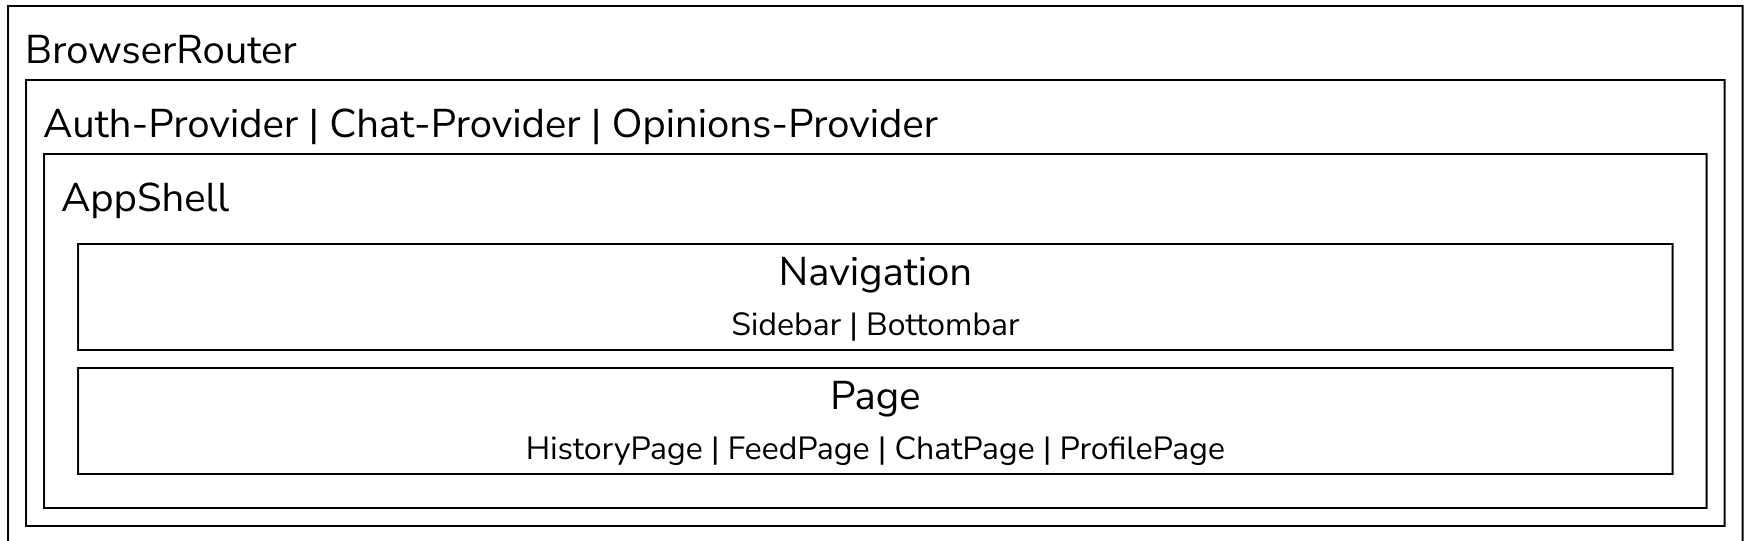 BrowserRouter
Auth-Provider | Chat-Provider | Opinions-Provider
AppShell
Navigation
Sidebar | Bottombar
Page
HistoryPage | FeedPage | ChatPage | ProfilePage